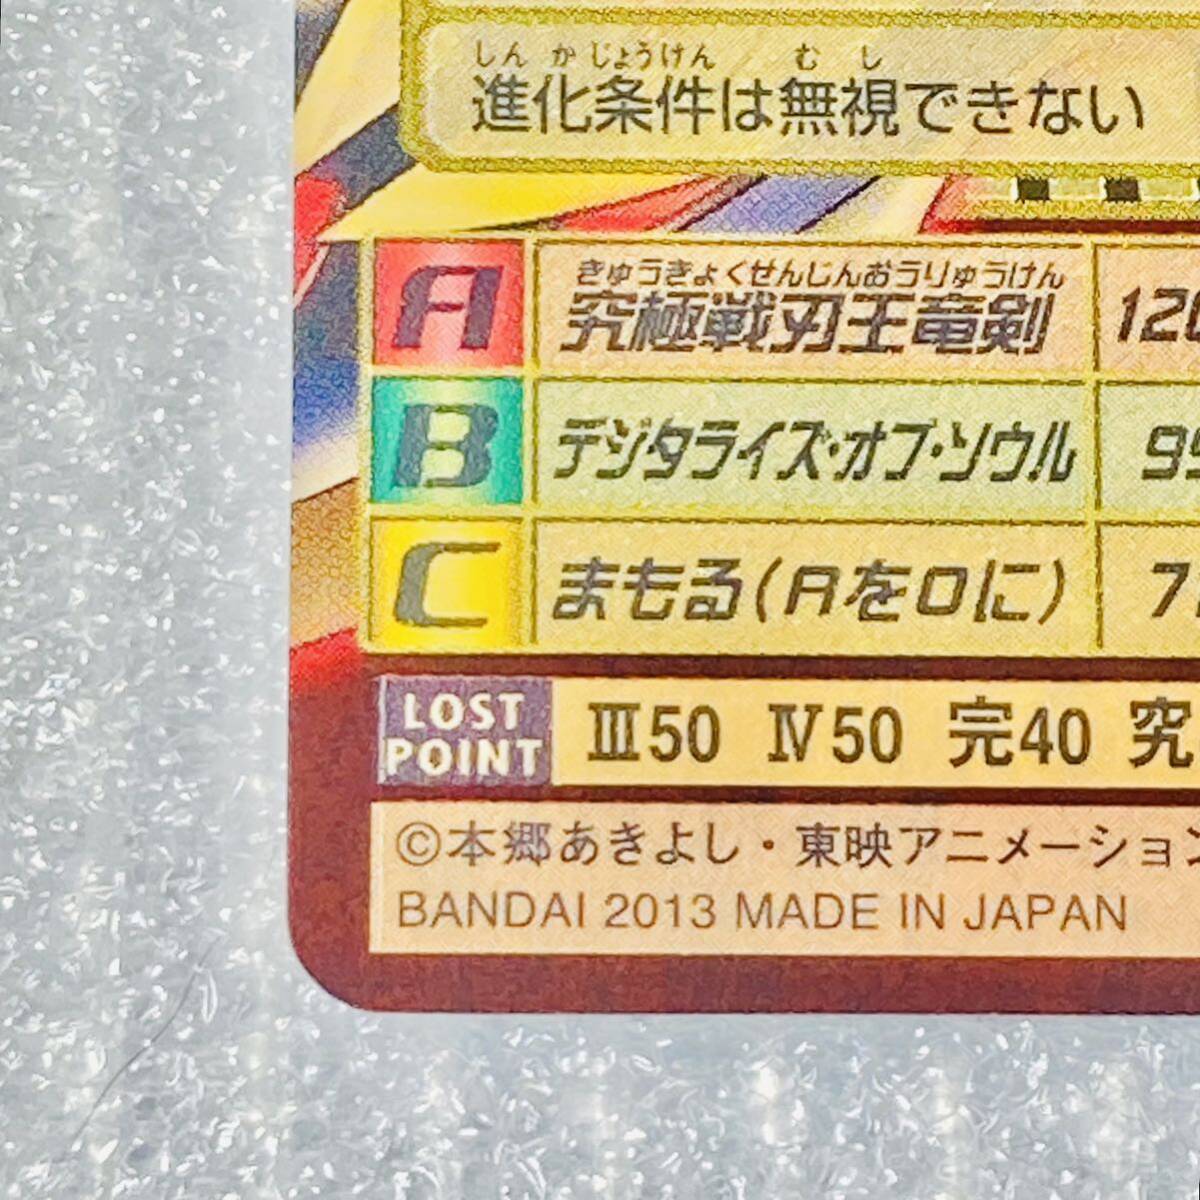 しんかじょうけん むし
進化条件は無視できない
きゅうきょくせんじんおうりゅうけん
A 究極戦刃王竜剣
B デジタライズ・オブ・ソウル
C まもる(Aを0に)
LOST POINT Ⅲ50 Ⅳ50 完40 究
©本郷あきよし・東映アニメーション
BANDAI 2013 MADE IN JAPAN